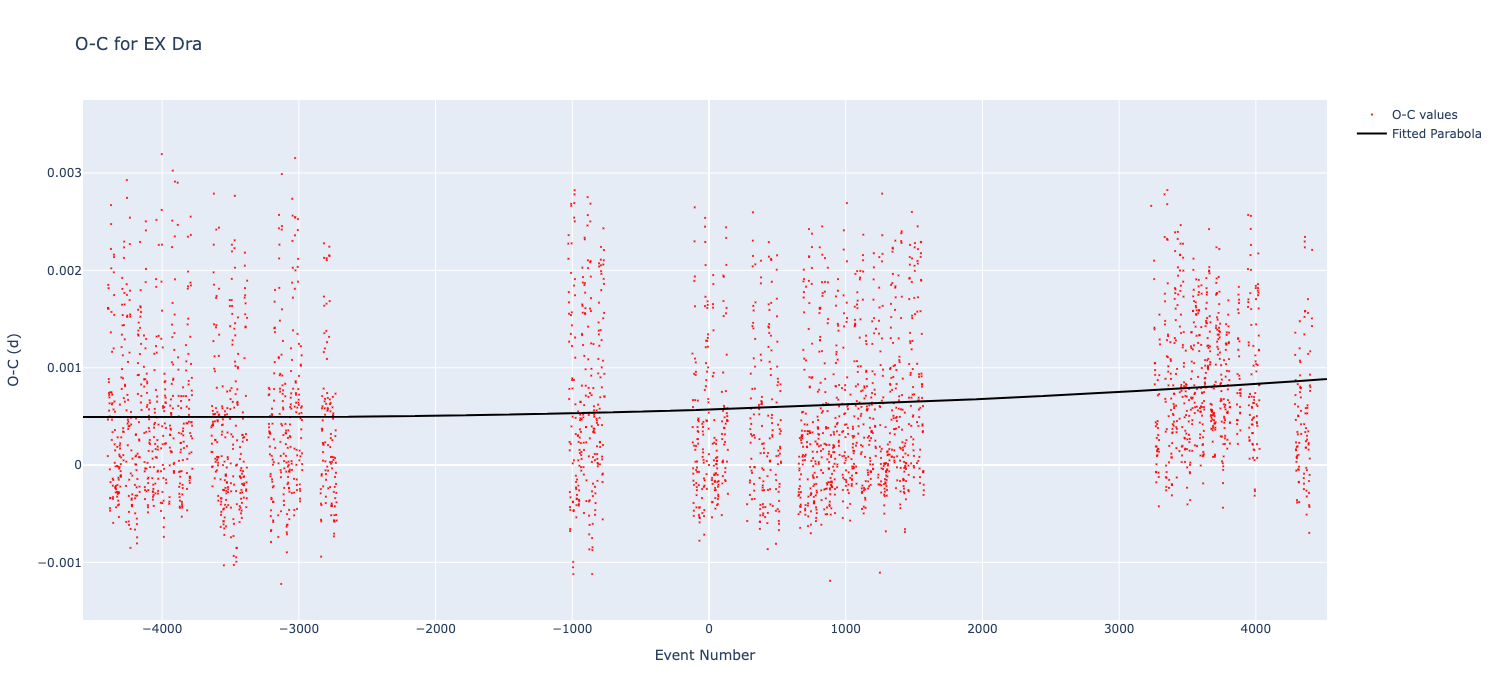 O-C for EX Dra
O-C values
Fitted Parabola
0.003
0.002
0.001
0
−0.001
O-C (d)
−4000 −3000 −2000 −1000 0 1000 2000 3000 4000
Event Number